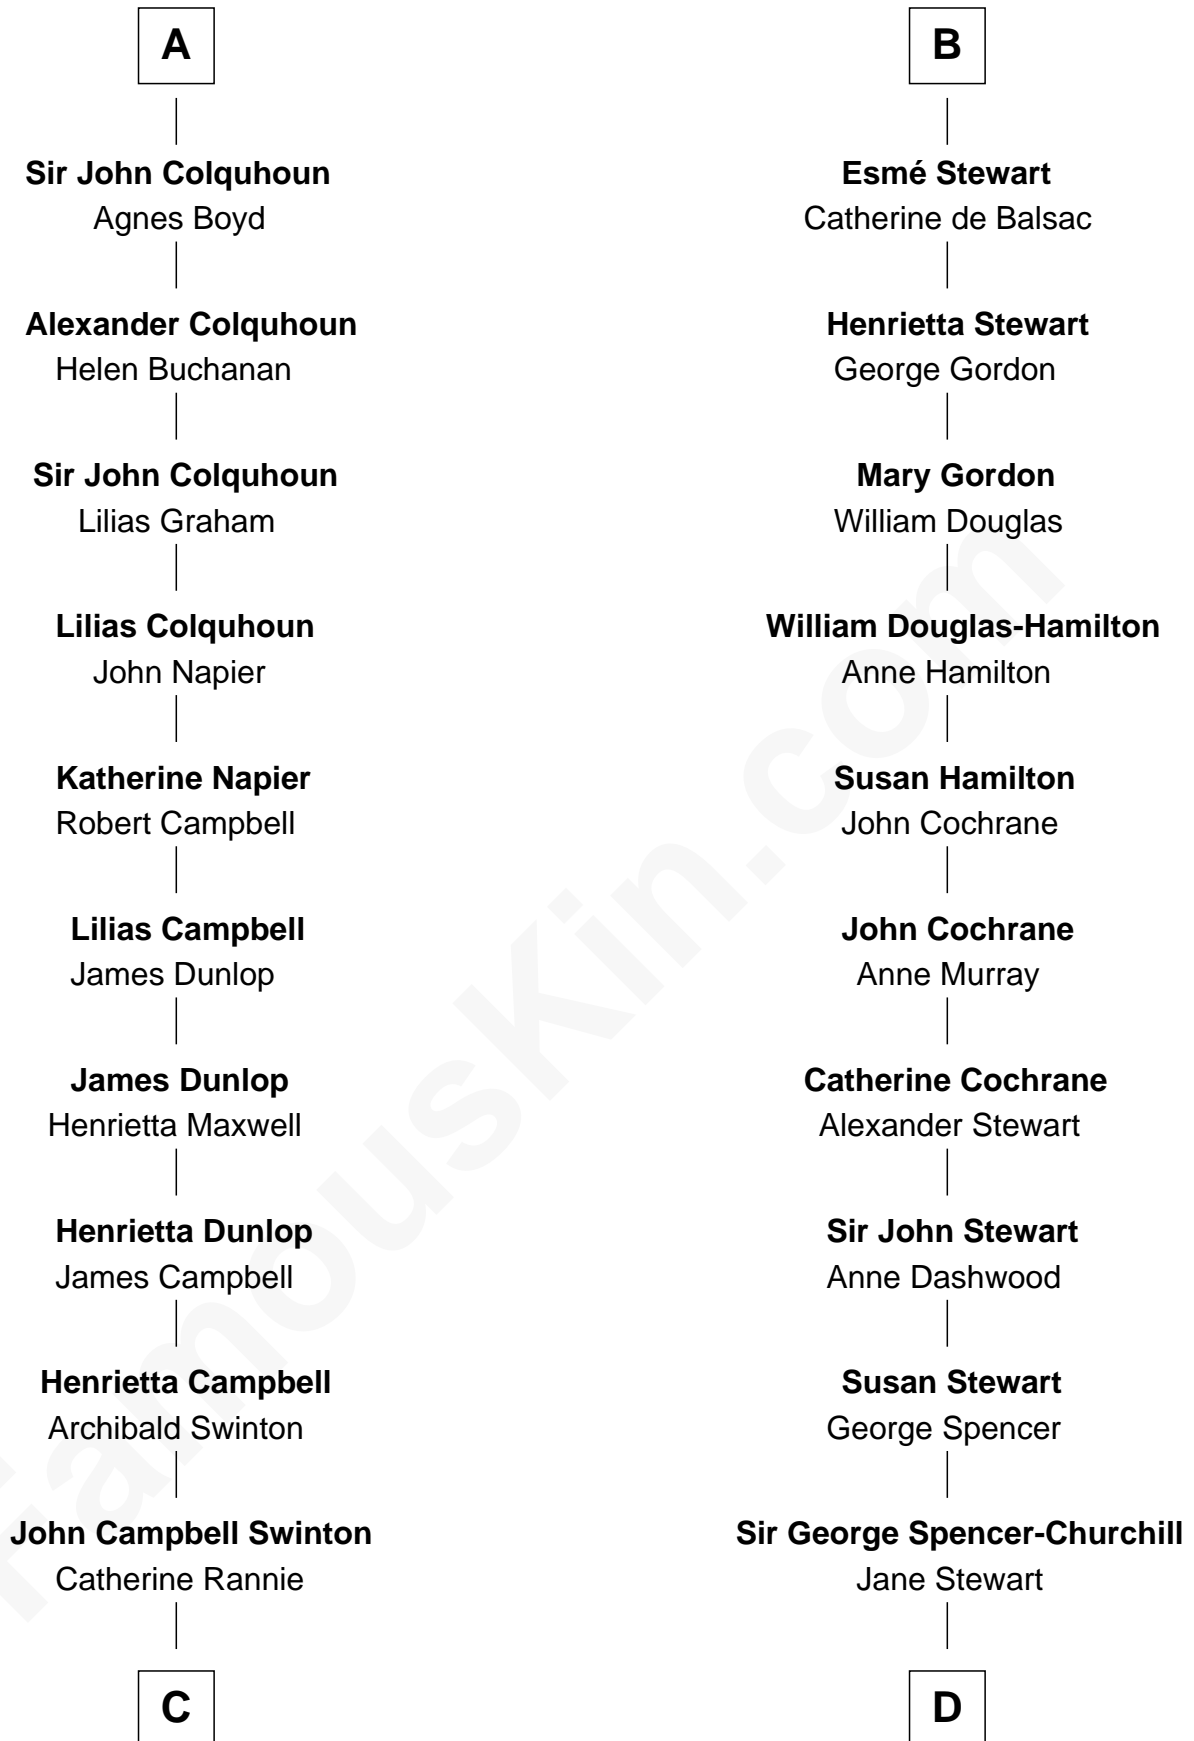 A
Sir John Colquhoun
Agnes Boyd
Alexander Colquhoun
Helen Buchanan
Sir John Colquhoun
Lilias Graham
Lilias Colquhoun
John Napier
Katherine Napier
Robert Campbell
Lilias Campbell
James Dunlop
James Dunlop
Henrietta Maxwell
Henrietta Dunlop
James Campbell
Henrietta Campbell
Archibald Swinton
John Campbell Swinton
Catherine Rannie
C
B
Esmé Stewart
Catherine de Balsac
Henrietta Stewart
George Gordon
Mary Gordon
William Douglas
William Douglas-Hamilton
Anne Hamilton
Susan Hamilton
John Cochrane
John Cochrane
Anne Murray
Catherine Cochrane
Alexander Stewart
Sir John Stewart
Anne Dashwood
Susan Stewart
George Spencer
Sir George Spencer-Churchill
Jane Stewart
D
FamousKin.com